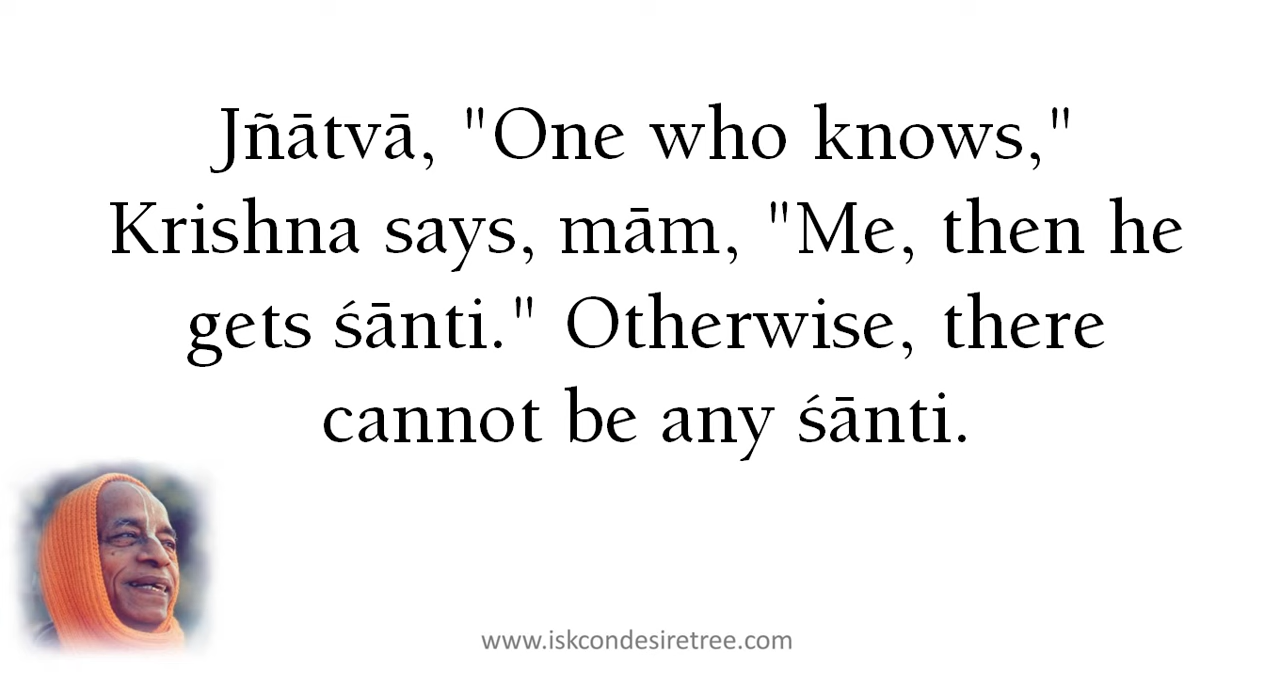 Jñātvā, "One who knows,"
Krishna says, mām, "Me, then he
gets śānti." Otherwise, there
cannot be any śānti.
www.iskcondesiretree.com